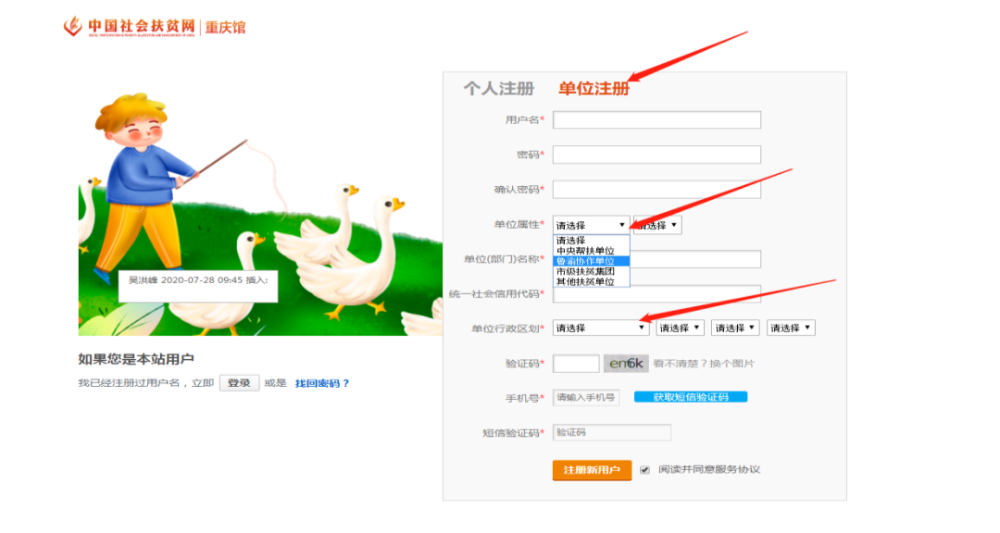 中国社会扶贫网 重庆馆
个人注册 单位注册
用户名*
密码*
确认密码*
单位属性* 请选择 请选择
请选择
中央帮扶单位
鲁渝协作单位
市级扶贫集团
其他扶贫单位
单位(部门)名称*
统一社会信用代码*
单位行政区划* 请选择 请选择 请选择 请选择
验证码* en6k 看不清楚？换个图片
手机号* 请输入手机号 获取短信验证码
短信验证码* 验证码
注册新用户 阅读并同意服务协议
吴洪峰 2020-07-28 09:45 插入:
如果您是本站用户
我已经注册过用户名，立即 登录 或是 找回密码？